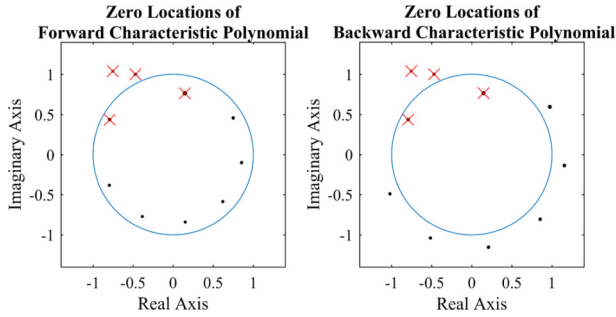 Zero Locations of
Forward Characteristic Polynomial
1
0.5
0
-0.5
-1
Imaginary Axis
-1 -0.5 0 0.5 1
Real Axis
Zero Locations of
Backward Characteristic Polynomial
1
0.5
0
-0.5
-1
Imaginary Axis
-1 -0.5 0 0.5 1
Real Axis